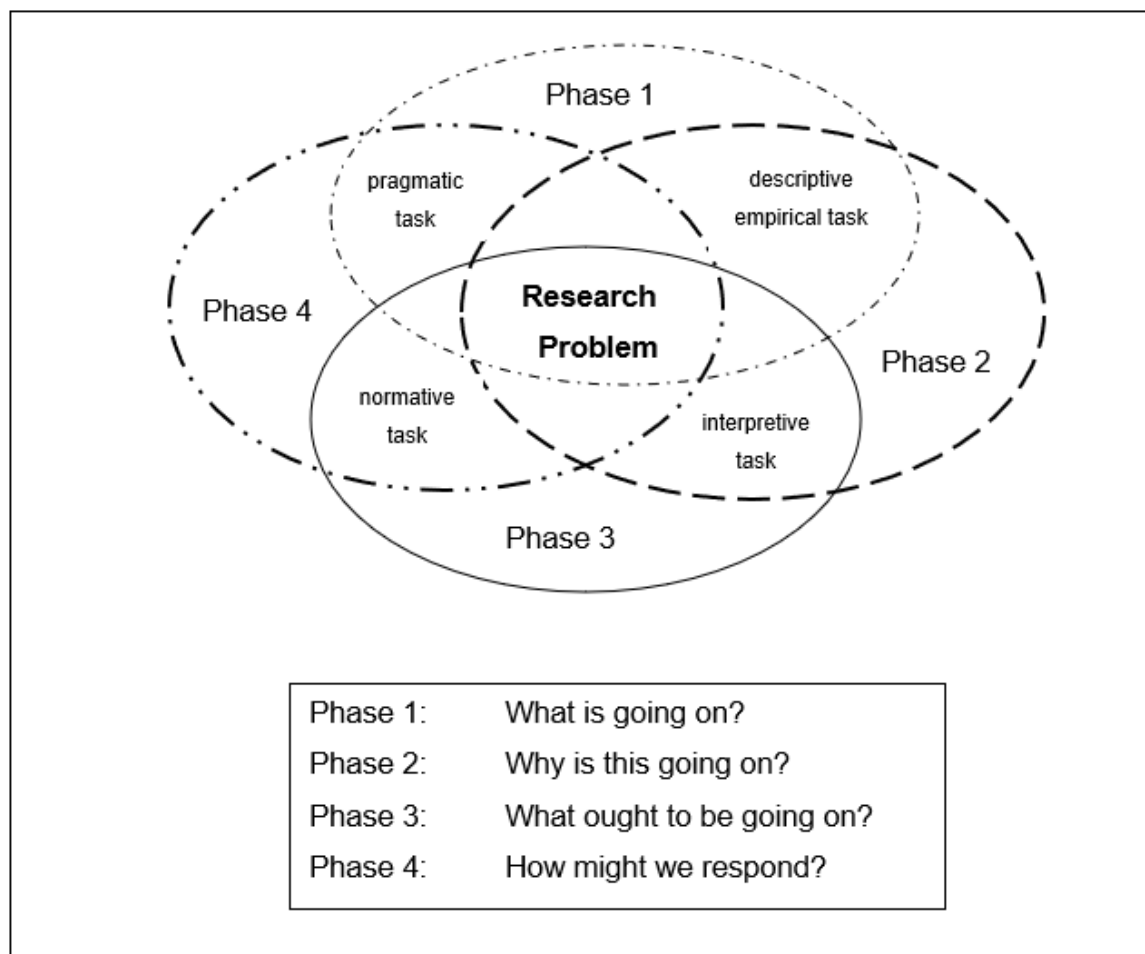 Phase 1
pragmatic
task
descriptive
empirical task
Research
Problem
Phase 4
Phase 2
normative
task
interpretive
task
Phase 3
Phase 1: What is going on?
Phase 2: Why is this going on?
Phase 3: What ought to be going on?
Phase 4: How might we respond?